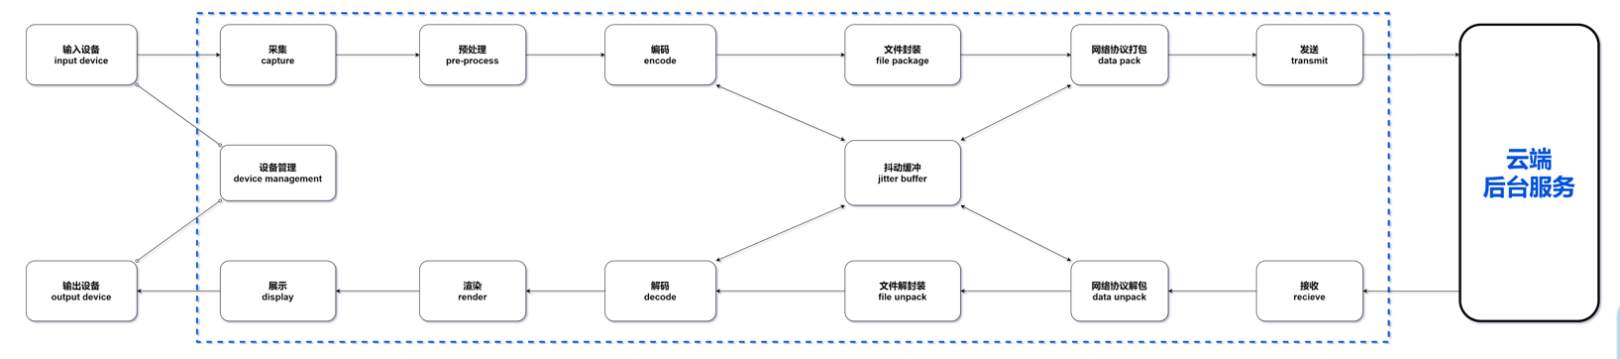 输入设备
input device
采集
capture
预处理
pre-process
编码
encode
文件封装
file package
网络协议打包
data pack
发送
transmit
设备管理
device management
抖动缓冲
jitter buffer
云端
后台服务
输出设备
output device
展示
display
渲染
render
解码
decode
文件解封装
file unpack
网络协议解包
data unpack
接收
recieve